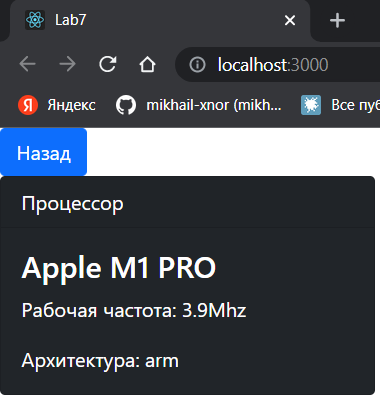 Lab7
localhost:3000
Яндекс
mikhail-xnor (mikh...
Все пуб
Назад
Процессор
Apple M1 PRO
Рабочая частота: 3.9Mhz
Архитектура: arm